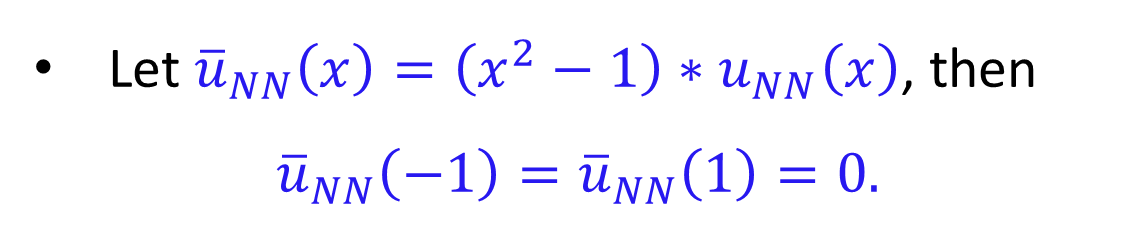 • Let ū_NN(x) = (x² − 1) * u_NN(x), then
ū_NN(−1) = ū_NN(1) = 0.